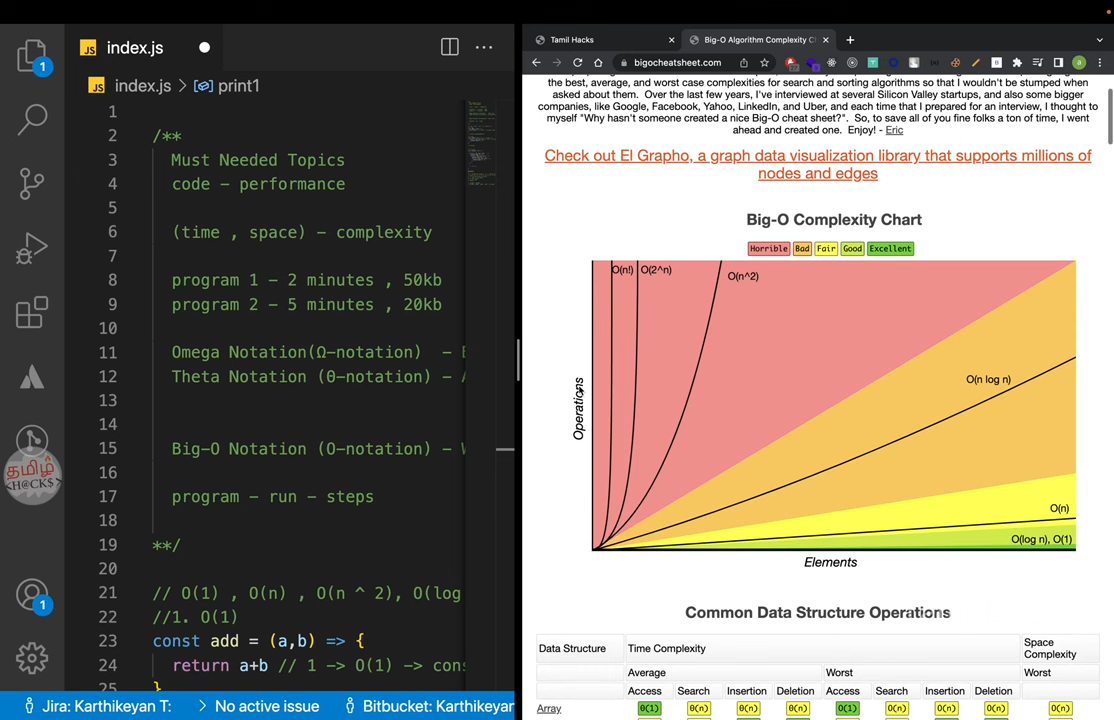 index.js
index.js > print1
1
2 /**
3 Must Needed Topics
4 code - performance
5
6 (time , space) - complexity
7
8 program 1 - 2 minutes , 50kb
9 program 2 - 5 minutes , 20kb
10
11 Omega Notation(Ω-notation) -
12 Theta Notation (θ-notation) -
13
14
15 Big-O Notation (O-notation) -
16
17 program - run - steps
18
19 **/
20
21 // O(1) , O(n) , O(n ^ 2), O(log
22 //1. O(1)
23 const add = (a,b) => {
24 return a+b // 1 -> O(1) -> cons
25 }
1
தமிழ்
<H@CK$>
1
Jira: Karthikeyan T: > No active issue Bitbucket: Karthikeyan
Tamil Hacks
Big-O Algorithm Complexity C
bigocheatsheet.com
the best, average, and worst case complexities for search and sorting algorithms so that I wouldn't be stumped when
asked about them. Over the last few years, I've interviewed at several Silicon Valley startups, and also some bigger
companies, like Google, Facebook, Yahoo, LinkedIn, and Uber, and each time that I prepared for an interview, I thought to
myself "Why hasn't someone created a nice Big-O cheat sheet?". So, to save all of you fine folks a ton of time, I went
ahead and created one. Enjoy! - Eric
Check out El Grapho, a graph data visualization library that supports millions of
nodes and edges
Big-O Complexity Chart
Horrible Bad Fair Good Excellent
O(n!) O(2^n) O(n^2)
O(n log n)
O(n)
O(log n), O(1)
Operations
Elements
Common Data Structure Operations
Data Structure Time Complexity Space Complexity
Average Worst Worst
Access Search Insertion Deletion Access Search Insertion Deletion
Array Θ(1) Θ(n) Θ(n) Θ(n) O(1) O(n) O(n) O(n) O(n)